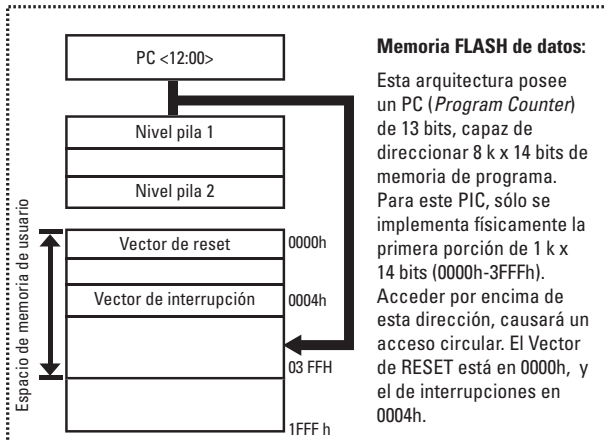 PC <12:00>
Nivel pila 1
Nivel pila 2
Espacio de memoria de usuario
Vector de reset
0000h
Vector de interrupción
0004h
03 FFH
1FFF h
Memoria FLASH de datos:
Esta arquitectura posee
un PC (Program Counter)
de 13 bits, capaz de
direccionar 8 k x 14 bits de
memoria de programa.
Para este PIC, sólo se
implementa físicamente la
primera porción de 1 k x
14 bits (0000h-3FFFh).
Acceder por encima de
esta dirección, causará un
acceso circular. El Vector
de RESET está en 0000h, y
el de interrupciones en
0004h.